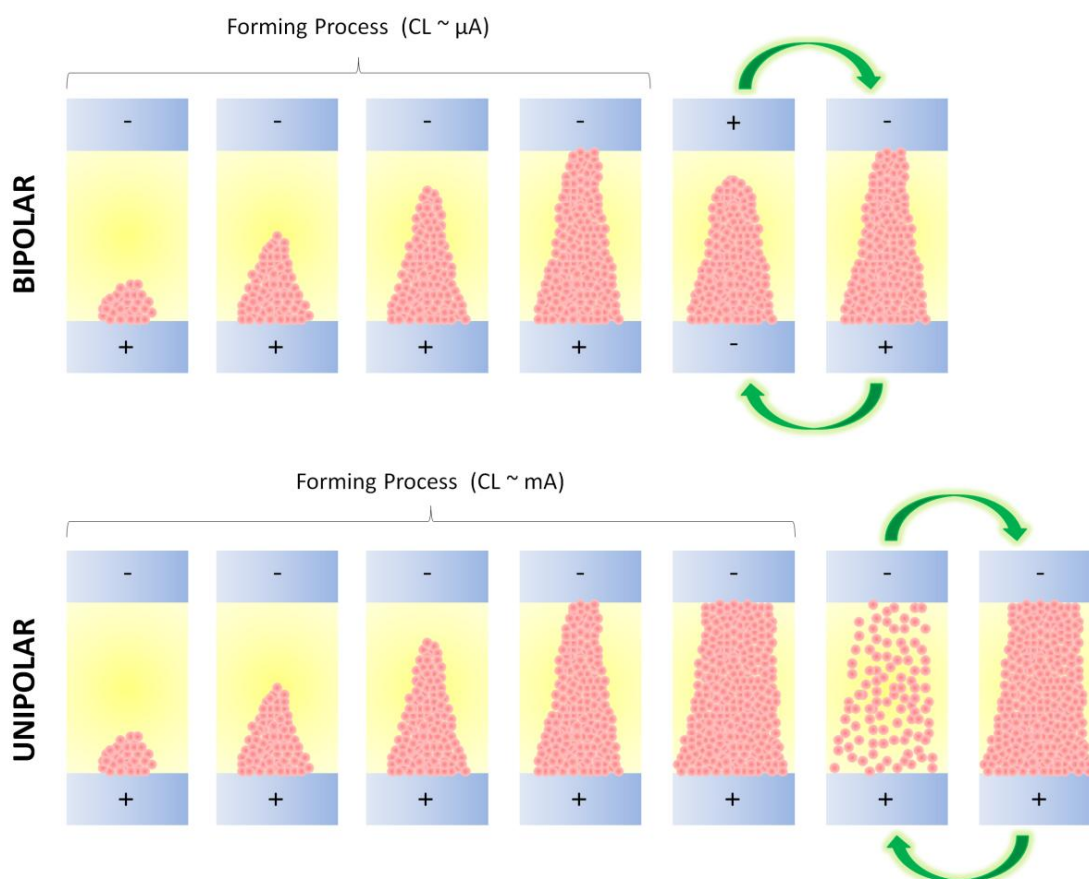 Forming Process (CL ~ µA)
- - - - + -
BIPOLAR
+ + + + - +
Forming Process (CL ~ mA)
- - - - - - -
UNIPOLAR
+ + + + + + +